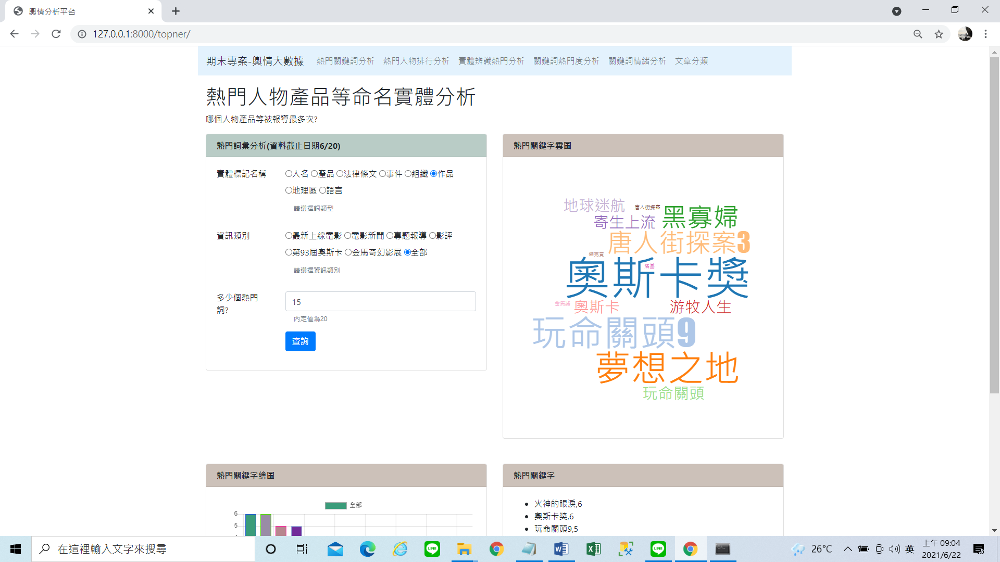 輿情分析平台
127.0.0.1:8000/topner/
期末專案-輿情大數據 熱門關鍵詞分析 熱門人物排行分析 實體辨識熱門分析 關鍵詞熱門度分析 關鍵詞情緒分析 文章分類
熱門人物產品等命名實體分析
哪個人物產品等被報導最多次?
熱門詞彙分析(資料截止日期6/20)
實體標記名稱
人名 產品 法律條文 事件 組織 作品
地理區 語言
請選擇詞類型
資訊類別
最新上線電影 電影新聞 專題報導 影評
第93屆奧斯卡 金馬奇幻影展 全部
請選擇資訊類別
多少個熱門
詞?
15
內定值為20
查詢
熱門關鍵字雲圖
地球迷航
唐人街探案
寄生上流
黑寡婦
唐人街探案3
傑克賈
奧斯卡獎
洛基
金馬獎
奧斯卡
游牧人生
玩命關頭9
夢想之地
玩命關頭
熱門關鍵字繪圖
全部
6
5
熱門關鍵字
火神的眼淚,6
奧斯卡獎,6
玩命關頭9,5
在這裡輸入文字來搜尋
26°C
英
上午 09:04
2021/6/22